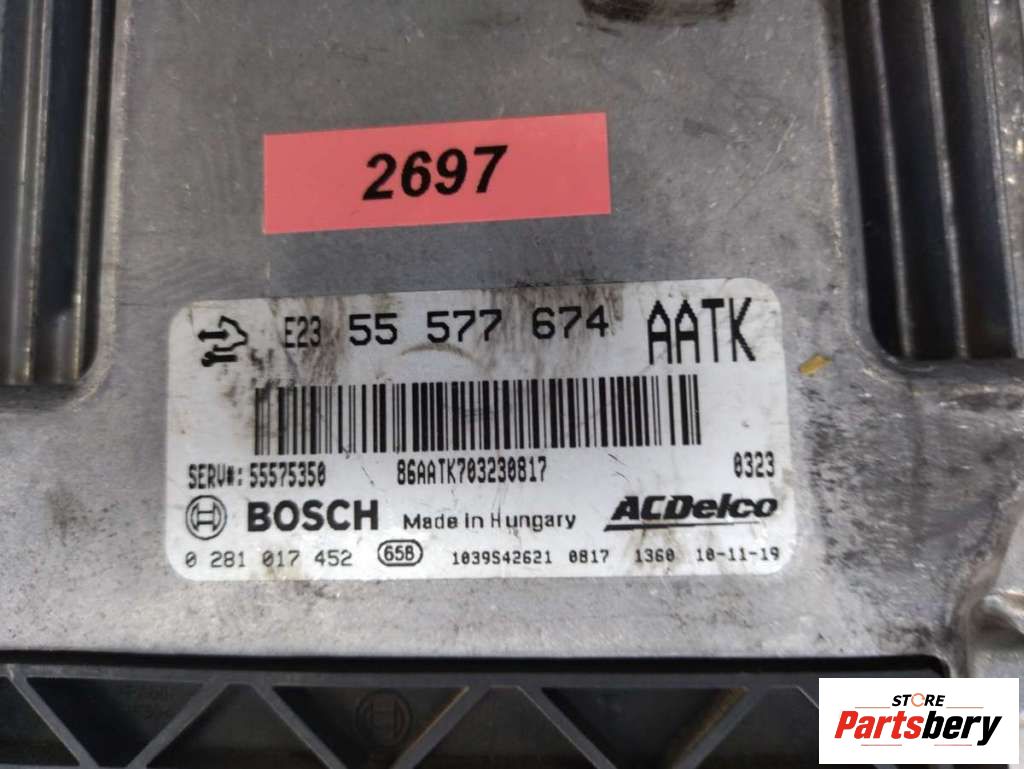 2697
E23 55 577 674 AATK
SERV#: 55575350 86AATK703230817 0323
BOSCH Made in Hungary ACDelco
0 281 017 452 658 1039S42621 0817 1360 10-11-19
STORE
Partsbery